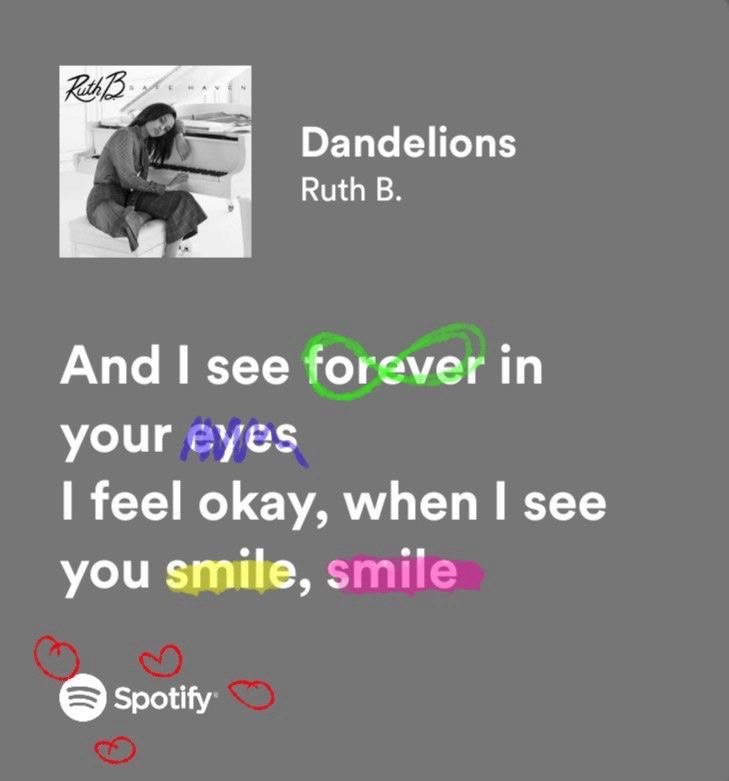 Ruth B
SAFE HAVEN
Dandelions
Ruth B.
And I see forever in
your eyes
I feel okay, when I see
you smile, smile
Spotify®